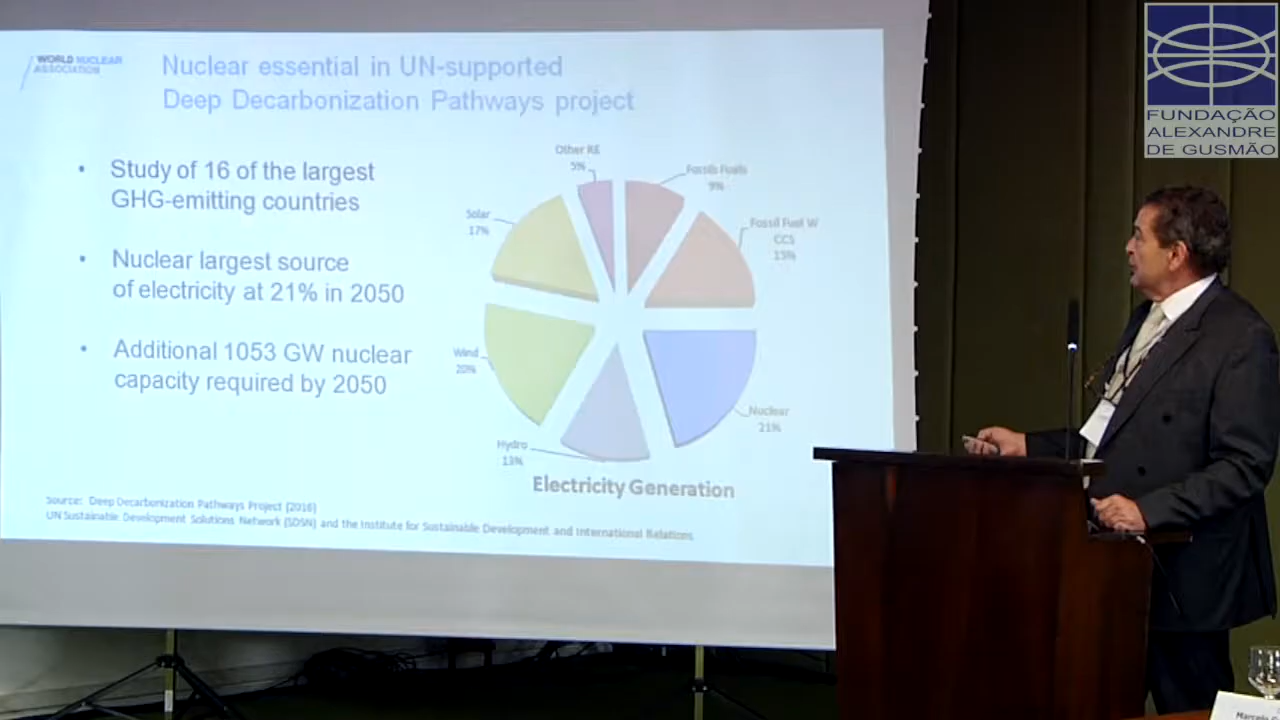 WORLD NUCLEAR
ASSOCIATION
Nuclear essential in UN-supported
Deep Decarbonization Pathways project
• Study of 16 of the largest
GHG-emitting countries
• Nuclear largest source
of electricity at 21% in 2050
• Additional 1053 GW nuclear
capacity required by 2050
Other RE
5%
Fossils Fuels
9%
Fossil Fuel W
CCS
15%
Nuclear
21%
Hydro
13%
Wind
20%
Solar
17%
Electricity Generation
Source: Deep Decarbonization Pathways Project (2016)
UN Sustainable Development Solutions Network (SDSN) and the Institute for Sustainable Development and International Relations
FUNDAÇÃO
ALEXANDRE
DE GUSMÃO